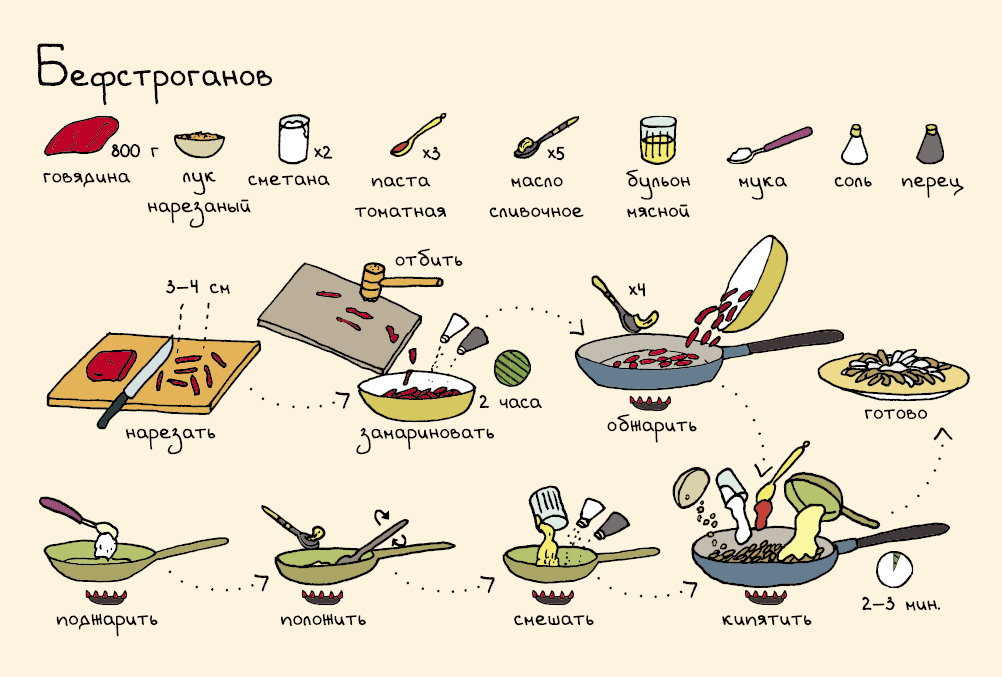 Бефстроганов
800 г
x2
x3
x5
говядина
лук
нарезаный
сметана
паста
томатная
масло
сливочное
бульон
мясной
мука
соль
перец
3–4 см
отбить
x4
2 часа
нарезать
замариновать
обжарить
готово
2–3 мин.
поджарить
положить
смешать
кипятить